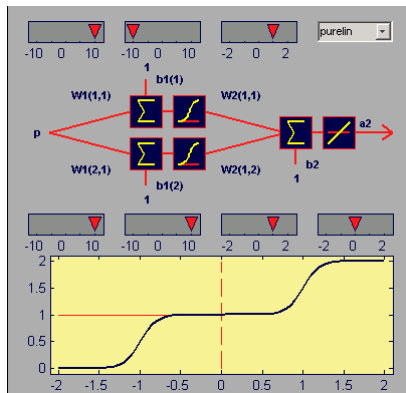 -10 0 10 -10 0 10 -2 0 2 purelin
1
b1(1)
W1(1,1) W2(1,1)
a2
p
b2
W1(2,1) W2(1,2)
1
b1(2)
1
-10 0 10 -10 0 10 -2 0 2 -2 0 2
2
1.5
1
0.5
0
-2 -1.5 -1 -0.5 0 0.5 1 1.5 2